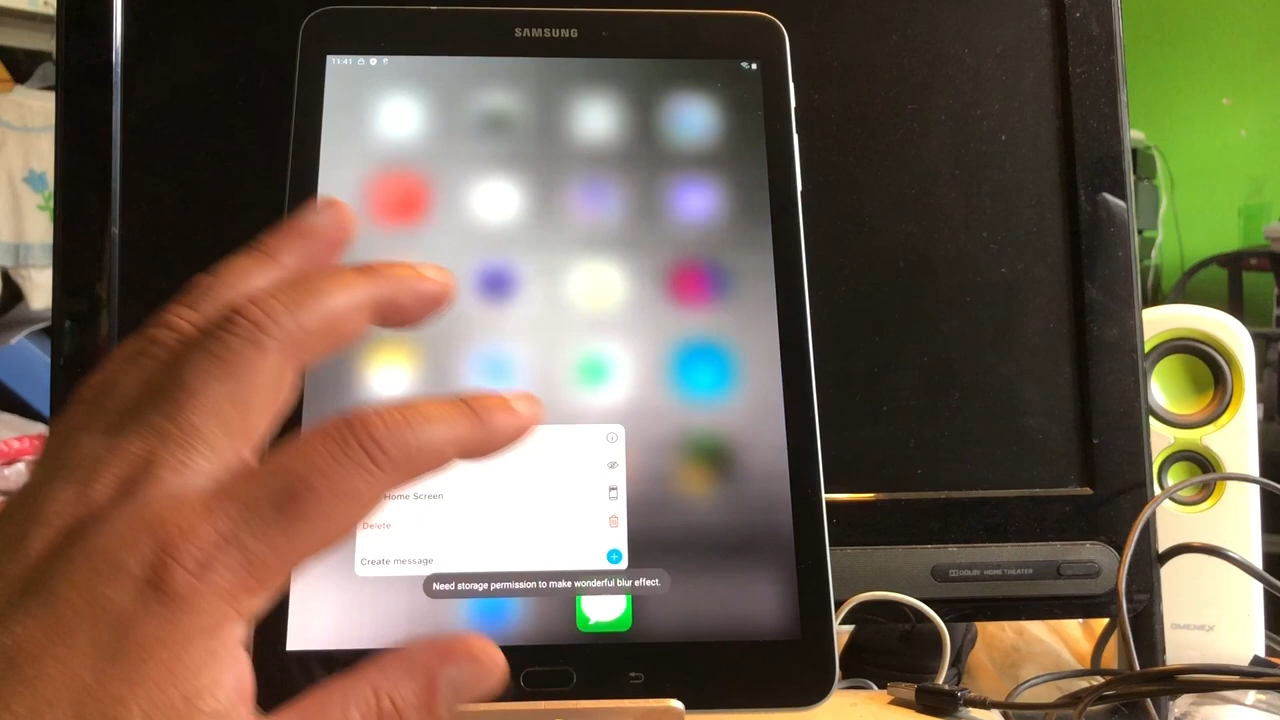 SAMSUNG
11:41
Home Screen
Delete
Create message
Need storage permission to make wonderful blur effect.
DOLBY HOME THEATER
OMENEX